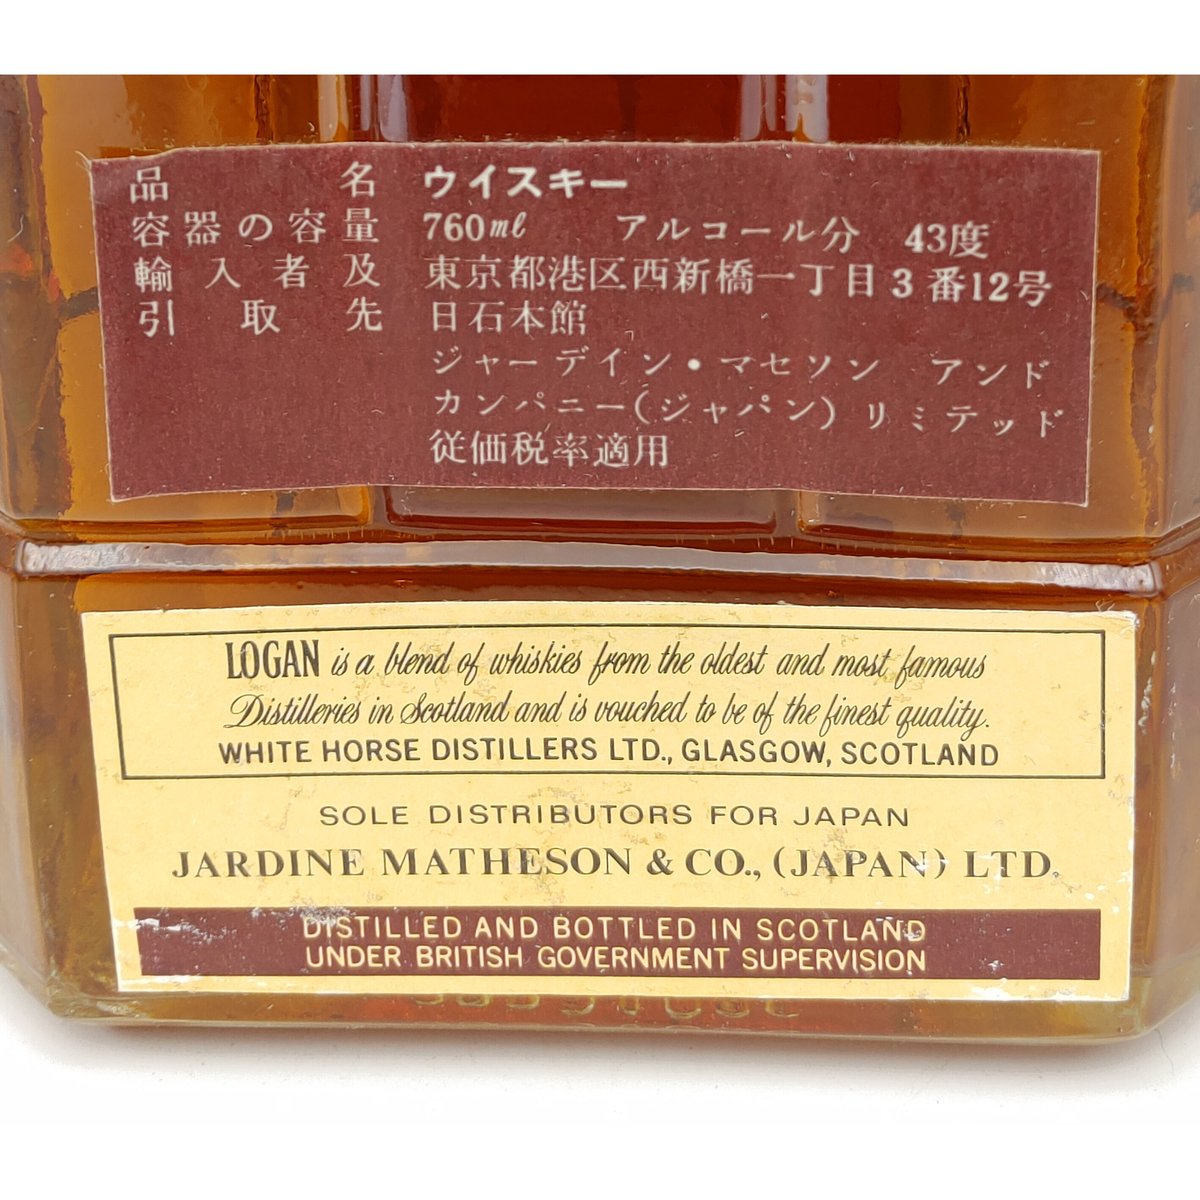 品名 ウイスキー
容器の容量 760ml アルコール分 43度
輸入者及 東京都港区西新橋一丁目3番12号
引取先 日石本館
ジャーデイン・マセソン アンド
カンパニー(ジャパン)リミテッド
従価税率適用
LOGAN is a blend of whiskies from the oldest and most famous
Distilleries in Scotland and is vouched to be of the finest quality.
WHITE HORSE DISTILLERS LTD., GLASGOW, SCOTLAND
SOLE DISTRIBUTORS FOR JAPAN
JARDINE MATHESON & CO., (JAPAN) LTD.
DISTILLED AND BOTTLED IN SCOTLAND
UNDER BRITISH GOVERNMENT SUPERVISION